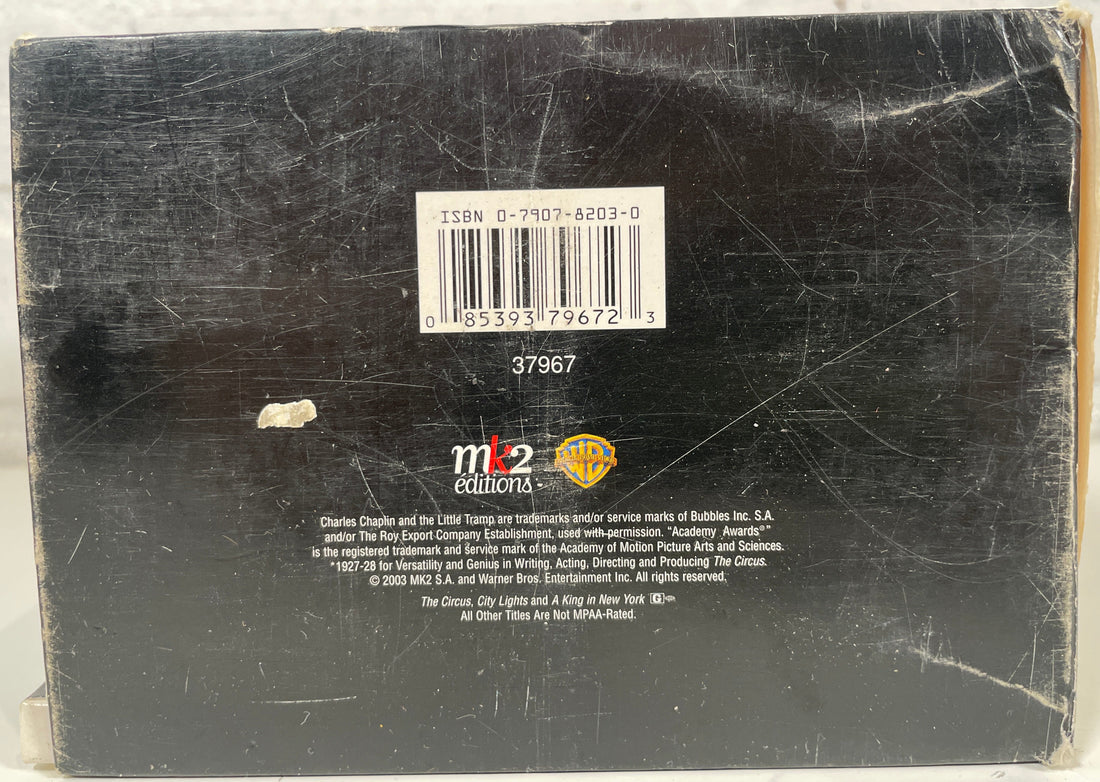 ISBN 0-7907-8203-0
0 85393 79672 3
37967
mk2
éditions
WB
Charles Chaplin and the Little Tramp are trademarks and/or service marks of Bubbles Inc. S.A.
and/or The Roy Export Company Establishment, used with permission. “Academy Awards®”
is the registered trademark and service mark of the Academy of Motion Picture Arts and Sciences.
*1927-28 for Versatility and Genius in Writing, Acting, Directing and Producing The Circus.
© 2003 MK2 S.A. and Warner Bros. Entertainment Inc. All rights reserved.
The Circus, City Lights and A King in New York G
All Other Titles Are Not MPAA-Rated.